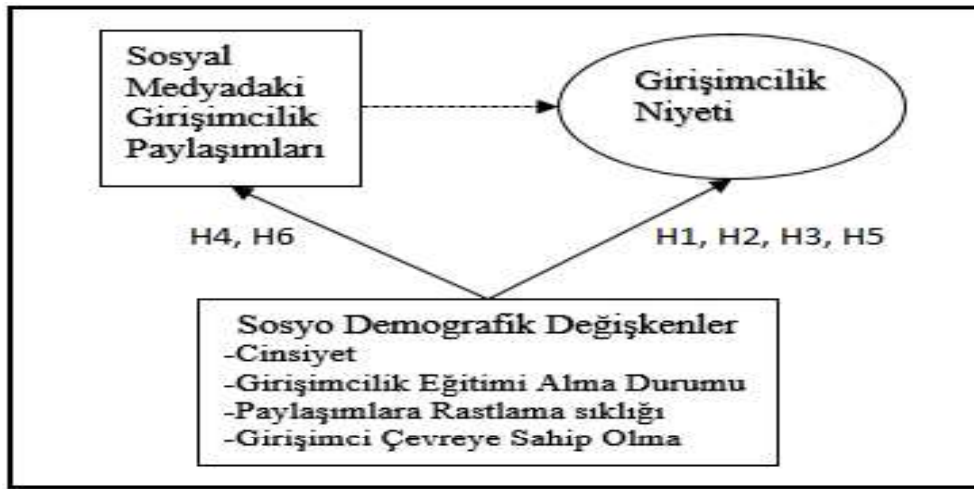 Sosyal
Medyadaki
Girişimcilik
Paylaşımları
Girişimcilik
Niyeti
H4, H6
H1, H2, H3, H5
Sosyo Demografik Değişkenler
-Cinsiyet
-Girişimcilik Eğitimi Alma Durumu
-Paylaşımlara Rastlama sıklığı
-Girişimci Çevreye Sahip Olma